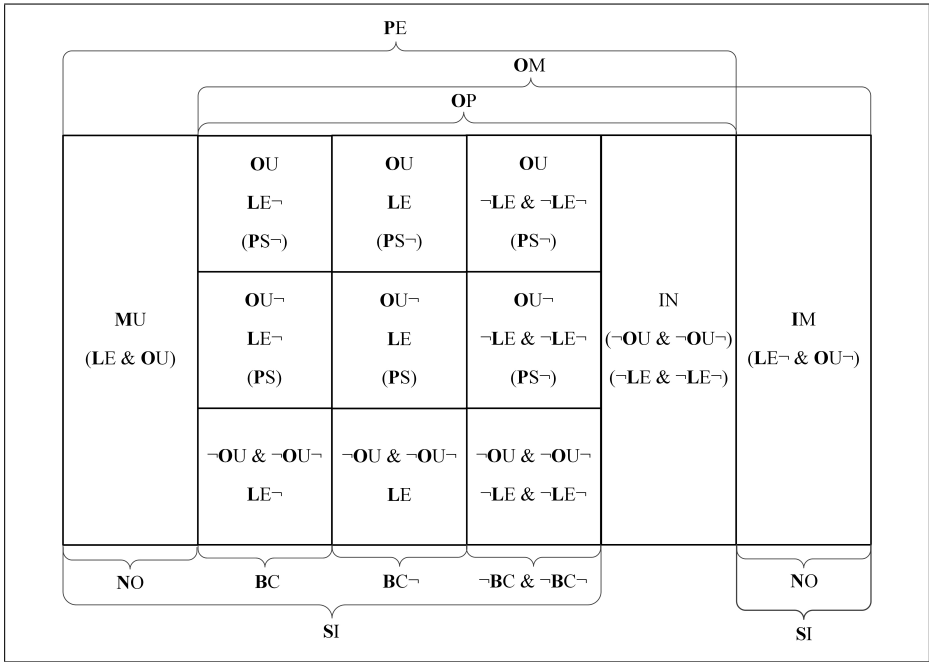 PE
OM
OP
MU
(LE & OU)
OU
LE¬
(PS¬)
OU
LE
(PS¬)
OU
¬LE & ¬LE¬
(PS¬)
OU¬
LE¬
(PS)
OU¬
LE
(PS)
OU¬
¬LE & ¬LE¬
(PS¬)
¬OU & ¬OU¬
LE¬
¬OU & ¬OU¬
LE
¬OU & ¬OU¬
¬LE & ¬LE¬
IN
(¬OU & ¬OU¬)
(¬LE & ¬LE¬)
IM
(LE¬ & OU¬)
NO
BC
BC¬
¬BC & ¬BC¬
NO
SI
SI